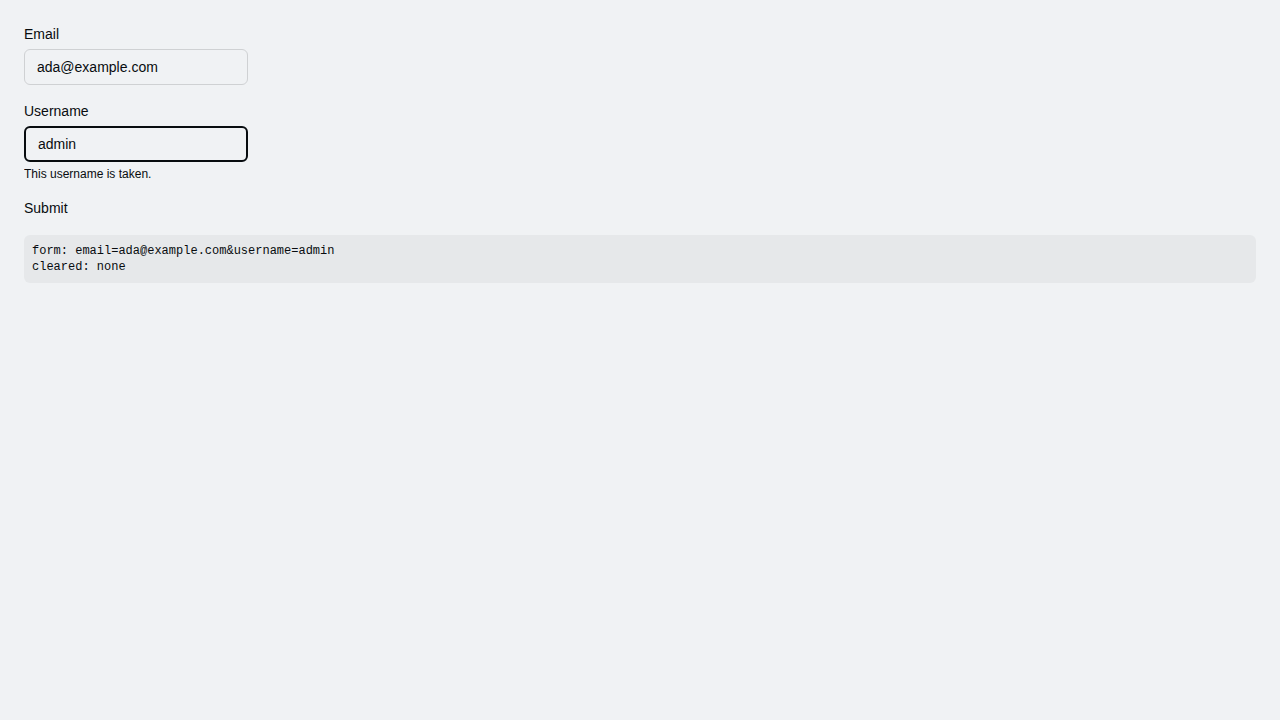 Email
ada@example.com
Username
admin
This username is taken.
Submit
form: email=ada@example.com&username=admin
cleared: none